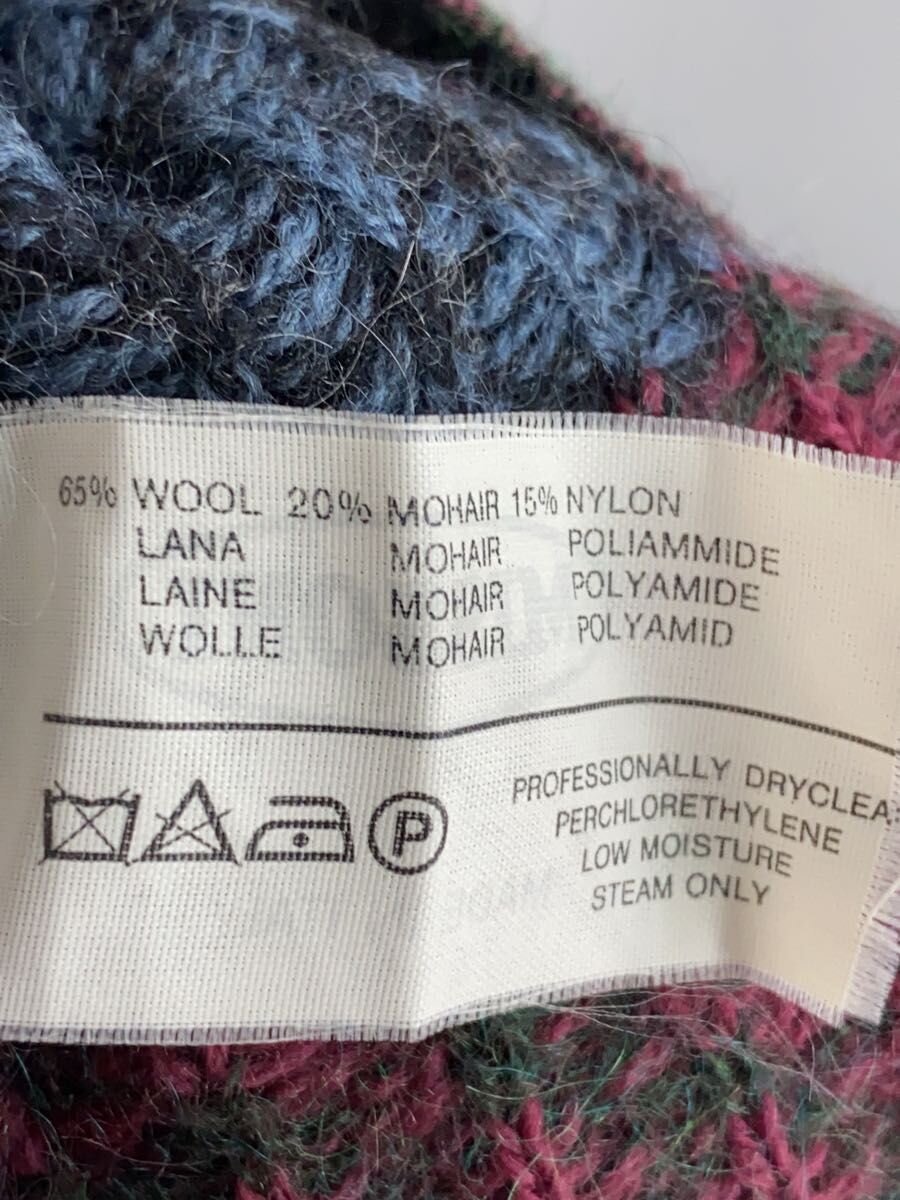 65% WOOL 20% MOHAIR 15% NYLON
LANA MOHAIR POLIAMMIDE
LAINE MOHAIR POLYAMIDE
WOLLE MOHAIR POLYAMID
P
PROFESSIONALLY DRYCLEA
PERCHLORETHYLENE
LOW MOISTURE
STEAM ONLY